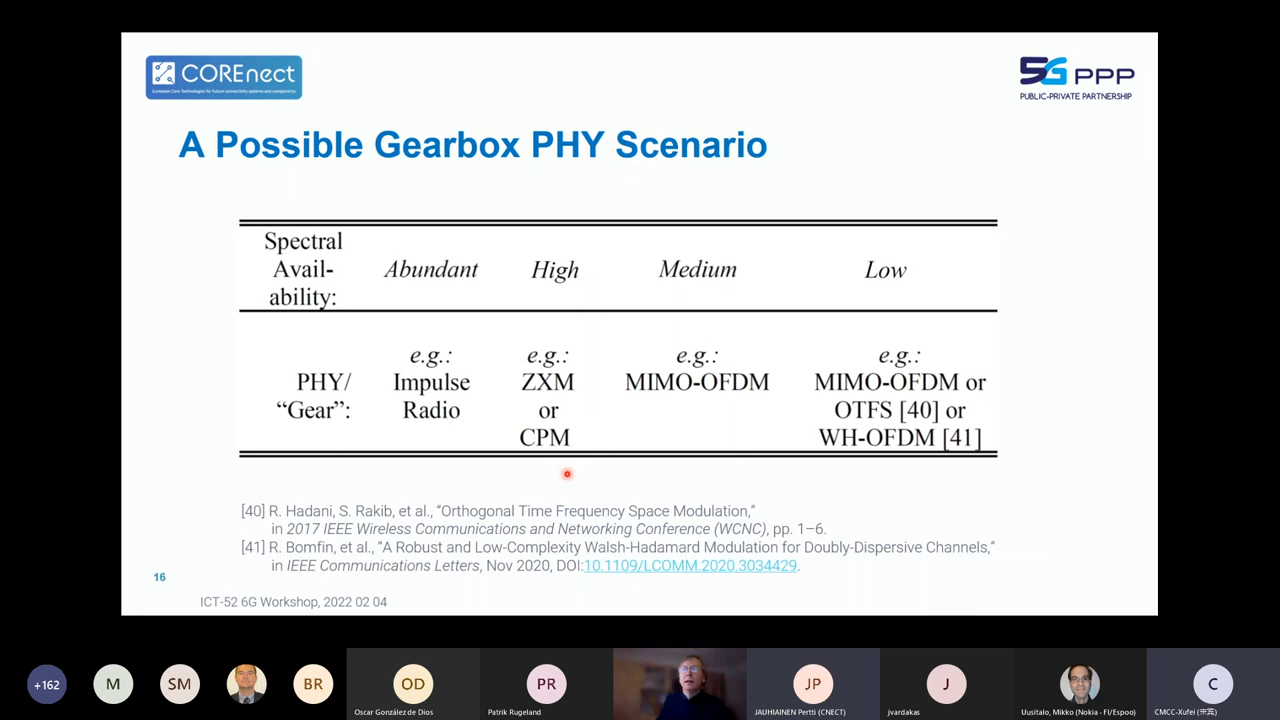 COREnect
European Core Technologies for future connectivity systems and components
5G PPP
PUBLIC-PRIVATE PARTNERSHIP
A Possible Gearbox PHY Scenario
Spectral
Avail-
ability:
Abundant
High
Medium
Low
PHY/
“Gear”:
e.g.:
Impulse
Radio
e.g.:
ZXM
or
CPM
e.g.:
MIMO-OFDM
e.g.:
MIMO-OFDM or
OTFS [40] or
WH-OFDM [41]
[40] R. Hadani, S. Rakib, et al., “Orthogonal Time Frequency Space Modulation,”
in 2017 IEEE Wireless Communications and Networking Conference (WCNC), pp. 1–6.
[41] R. Bomfin, et al., “A Robust and Low-Complexity Walsh-Hadamard Modulation for Doubly-Dispersive Channels,”
in IEEE Communications Letters, Nov 2020, DOI:10.1109/LCOMM.2020.3034429.
16
ICT-52 6G Workshop, 2022 02 04
+162
M
SM
BR
OD
Oscar González de Dios
PR
Patrik Rugeland
JP
JAUHIAINEN Pertti (CNECT)
J
jvardakas
Uusitalo, Mikko (Nokia - FI/Espoo)
C
CMCC-Xufei